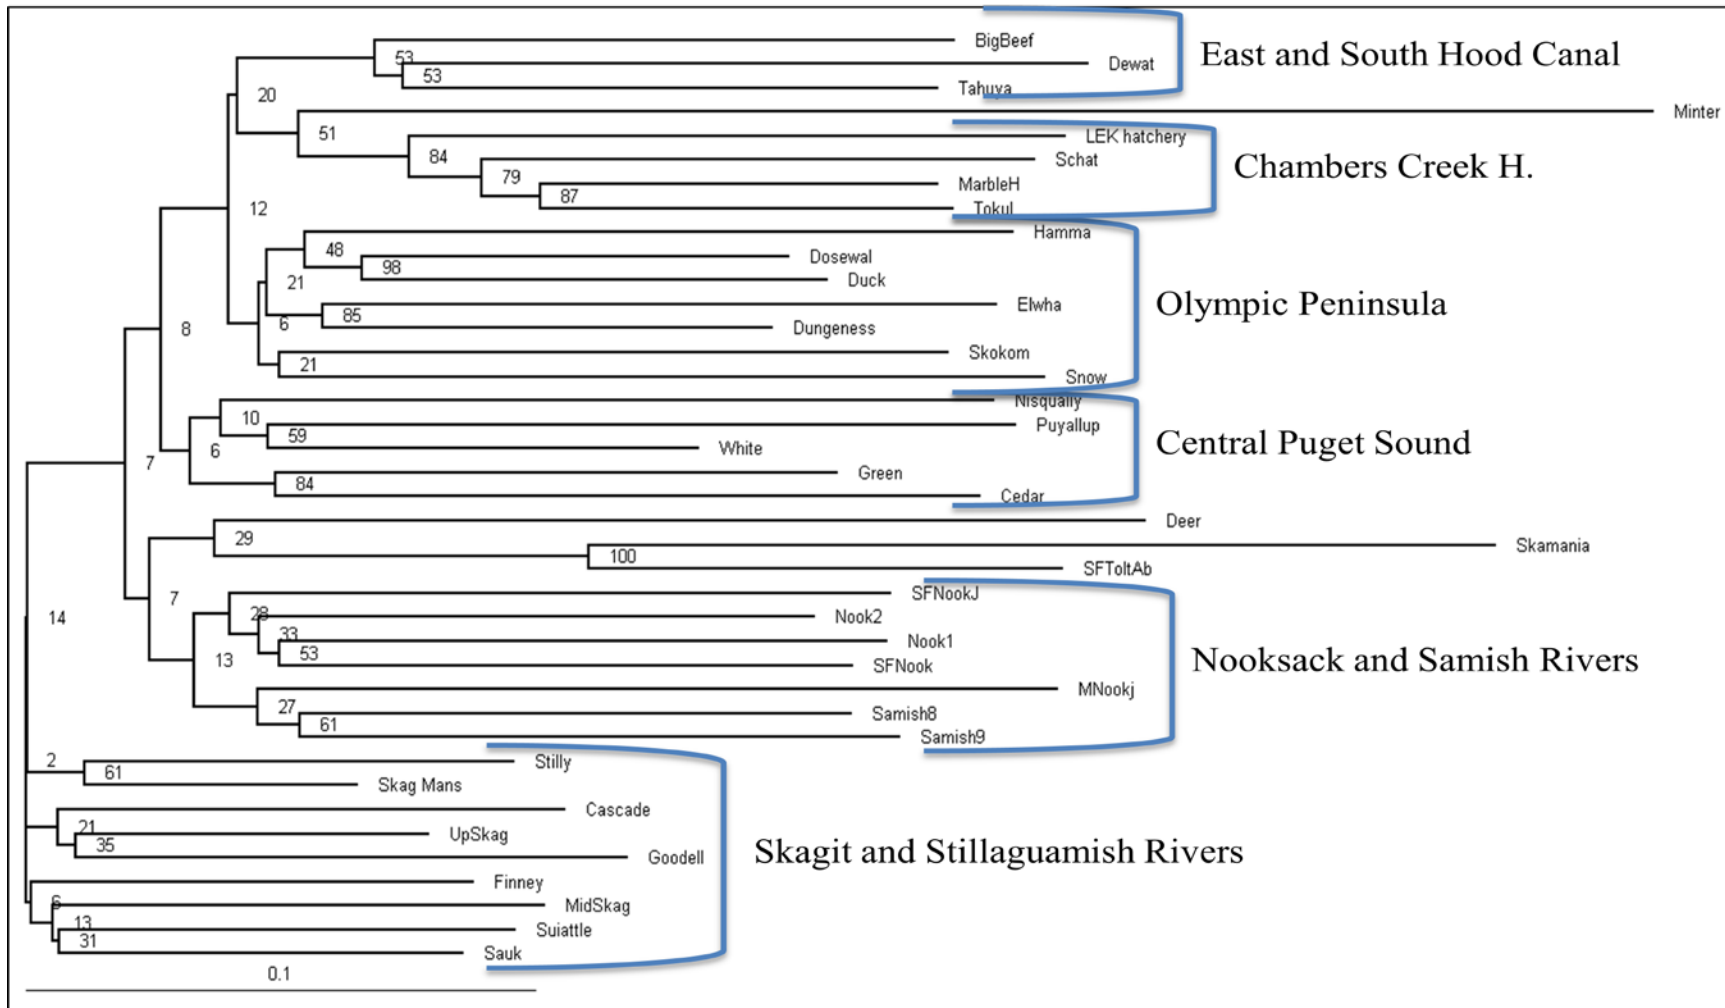 BigBeef
53
East and South Hood Canal
Dewat
53
Tahuya
20
Minter
51
LEK hatchery
84
Schat
Chambers Creek H.
79
MarbleH
87
Tokul
12
Hamma
48
Dosewal
98
Duck
21
Elwha
Olympic Peninsula
85
6
Dungeness
8
Skokom
21
Snow
Nisqually
10
Puyallup
59
Central Puget Sound
6
White
7
Green
84
Cedar
Deer
29
Skamania
100
SFToltAb
7
SFNookJ
28
Nook2
14
33
Nook1
53
SFNook
13
Nooksack and Samish Rivers
MNookj
27
Samish8
61
Samish9
2
Stilly
61
Skag Mans
Cascade
21
UpSkag
35
Goodell
Skagit and Stillaguamish Rivers
Finney
6
MidSkag
13
Suiattle
31
Sauk
0.1